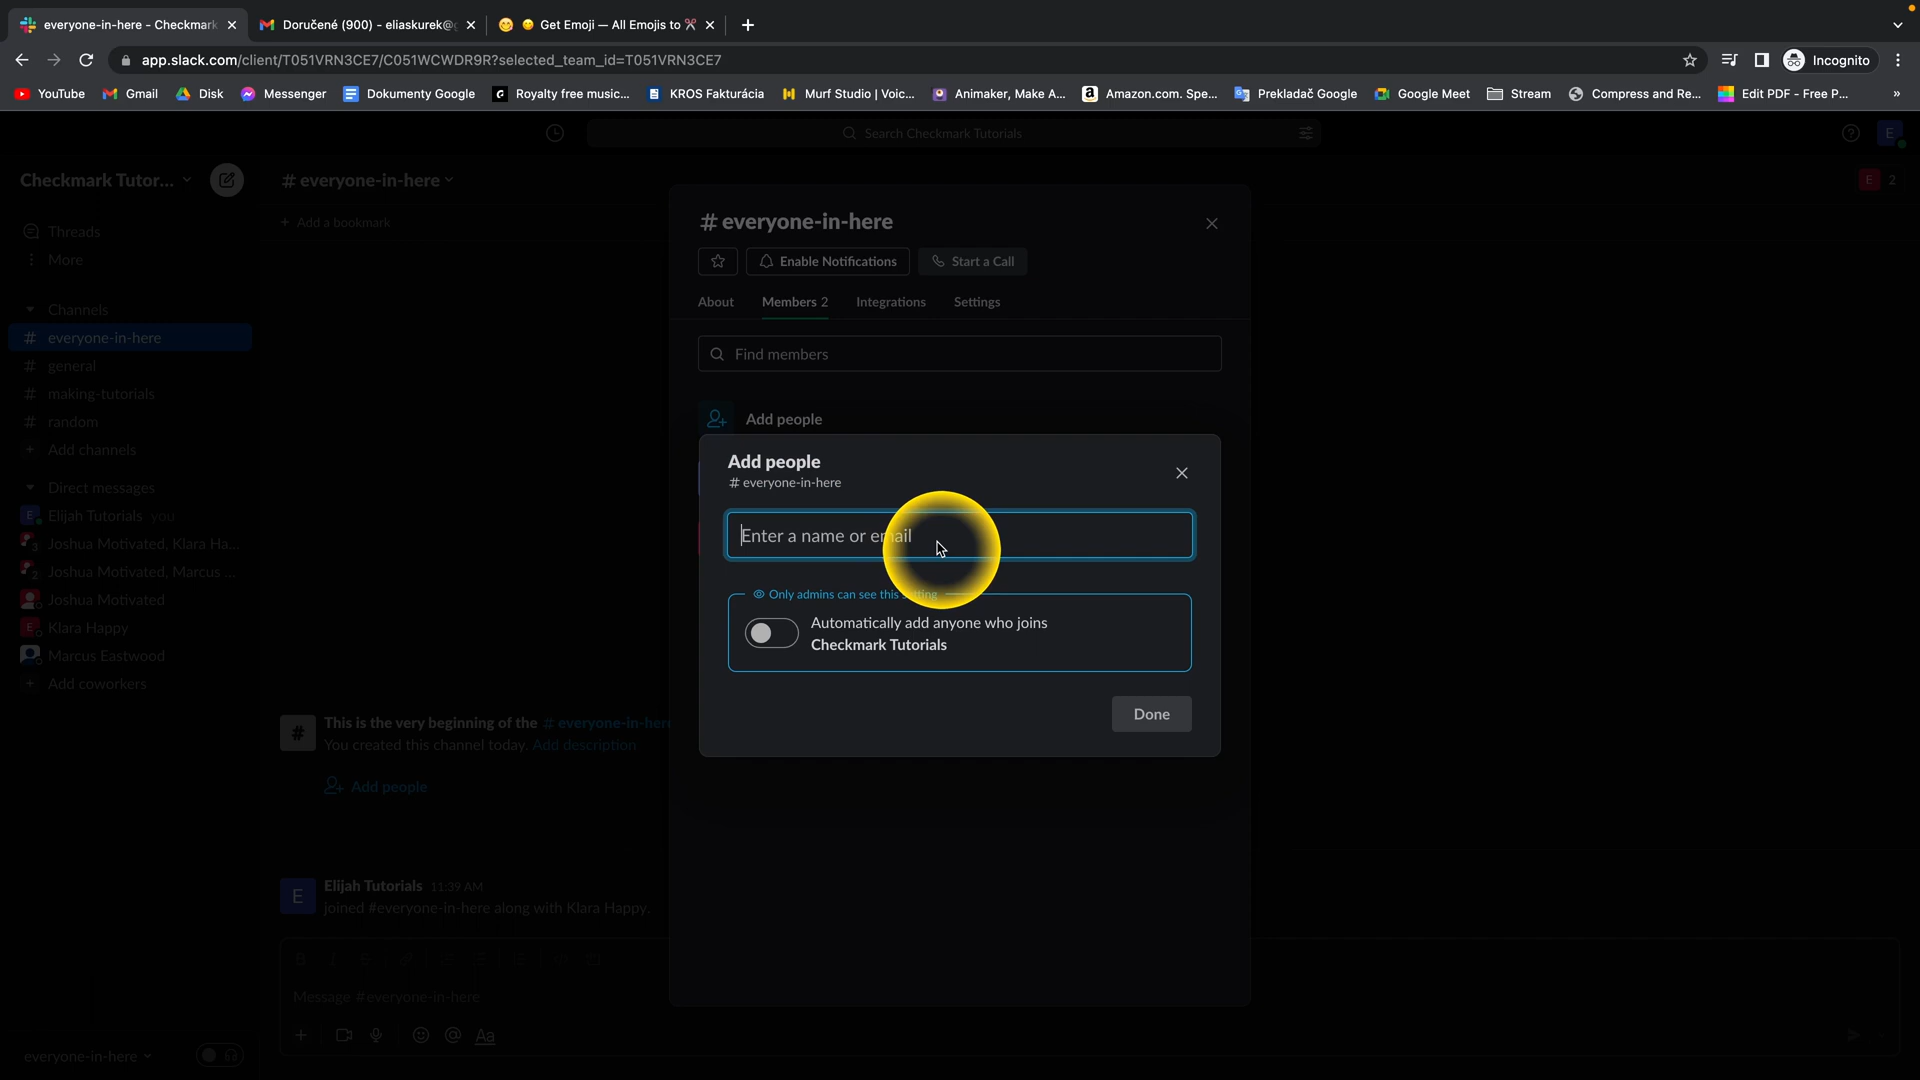 everyone-in-here - Checkmark
Doručené (900) - eliaskurek@g
Get Emoji — All Emojis to
app.slack.com/client/T051VRN3CE7/C051WCWDR9R?selected_team_id=T051VRN3CE7
Incognito
YouTube
Gmail
Disk
Messenger
Dokumenty Google
Royalty free music...
KROS Fakturácia
Murf Studio | Voic...
Animaker, Make A...
Amazon.com. Spe...
Prekladač Google
Google Meet
Stream
Compress and Re...
Edit PDF - Free P...
»
Search Checkmark Tutorials
E
Checkmark Tutor...
# everyone-in-here
E 2
+ Add a bookmark
Threads
More
Channels
# everyone-in-here
# general
# making-tutorials
# random
+ Add channels
Direct messages
E Elijah Tutorials you
3 Joshua Motivated, Klara Ha...
2 Joshua Motivated, Marcus ...
Joshua Motivated
E Klara Happy
Marcus Eastwood
+ Add coworkers
# everyone-in-here
Enable Notifications
Start a Call
About
Members 2
Integrations
Settings
Find members
Add people
Add people
# everyone-in-here
Enter a name or email
Only admins can see this setting
Automatically add anyone who joins
Checkmark Tutorials
Done
# This is the very beginning of the # everyone-in-her
You created this channel today. Add description
Add people
E
Elijah Tutorials 11:39 AM
joined #everyone-in-here along with Klara Happy.
Message #everyone-in-here
Aa
everyone-in-here